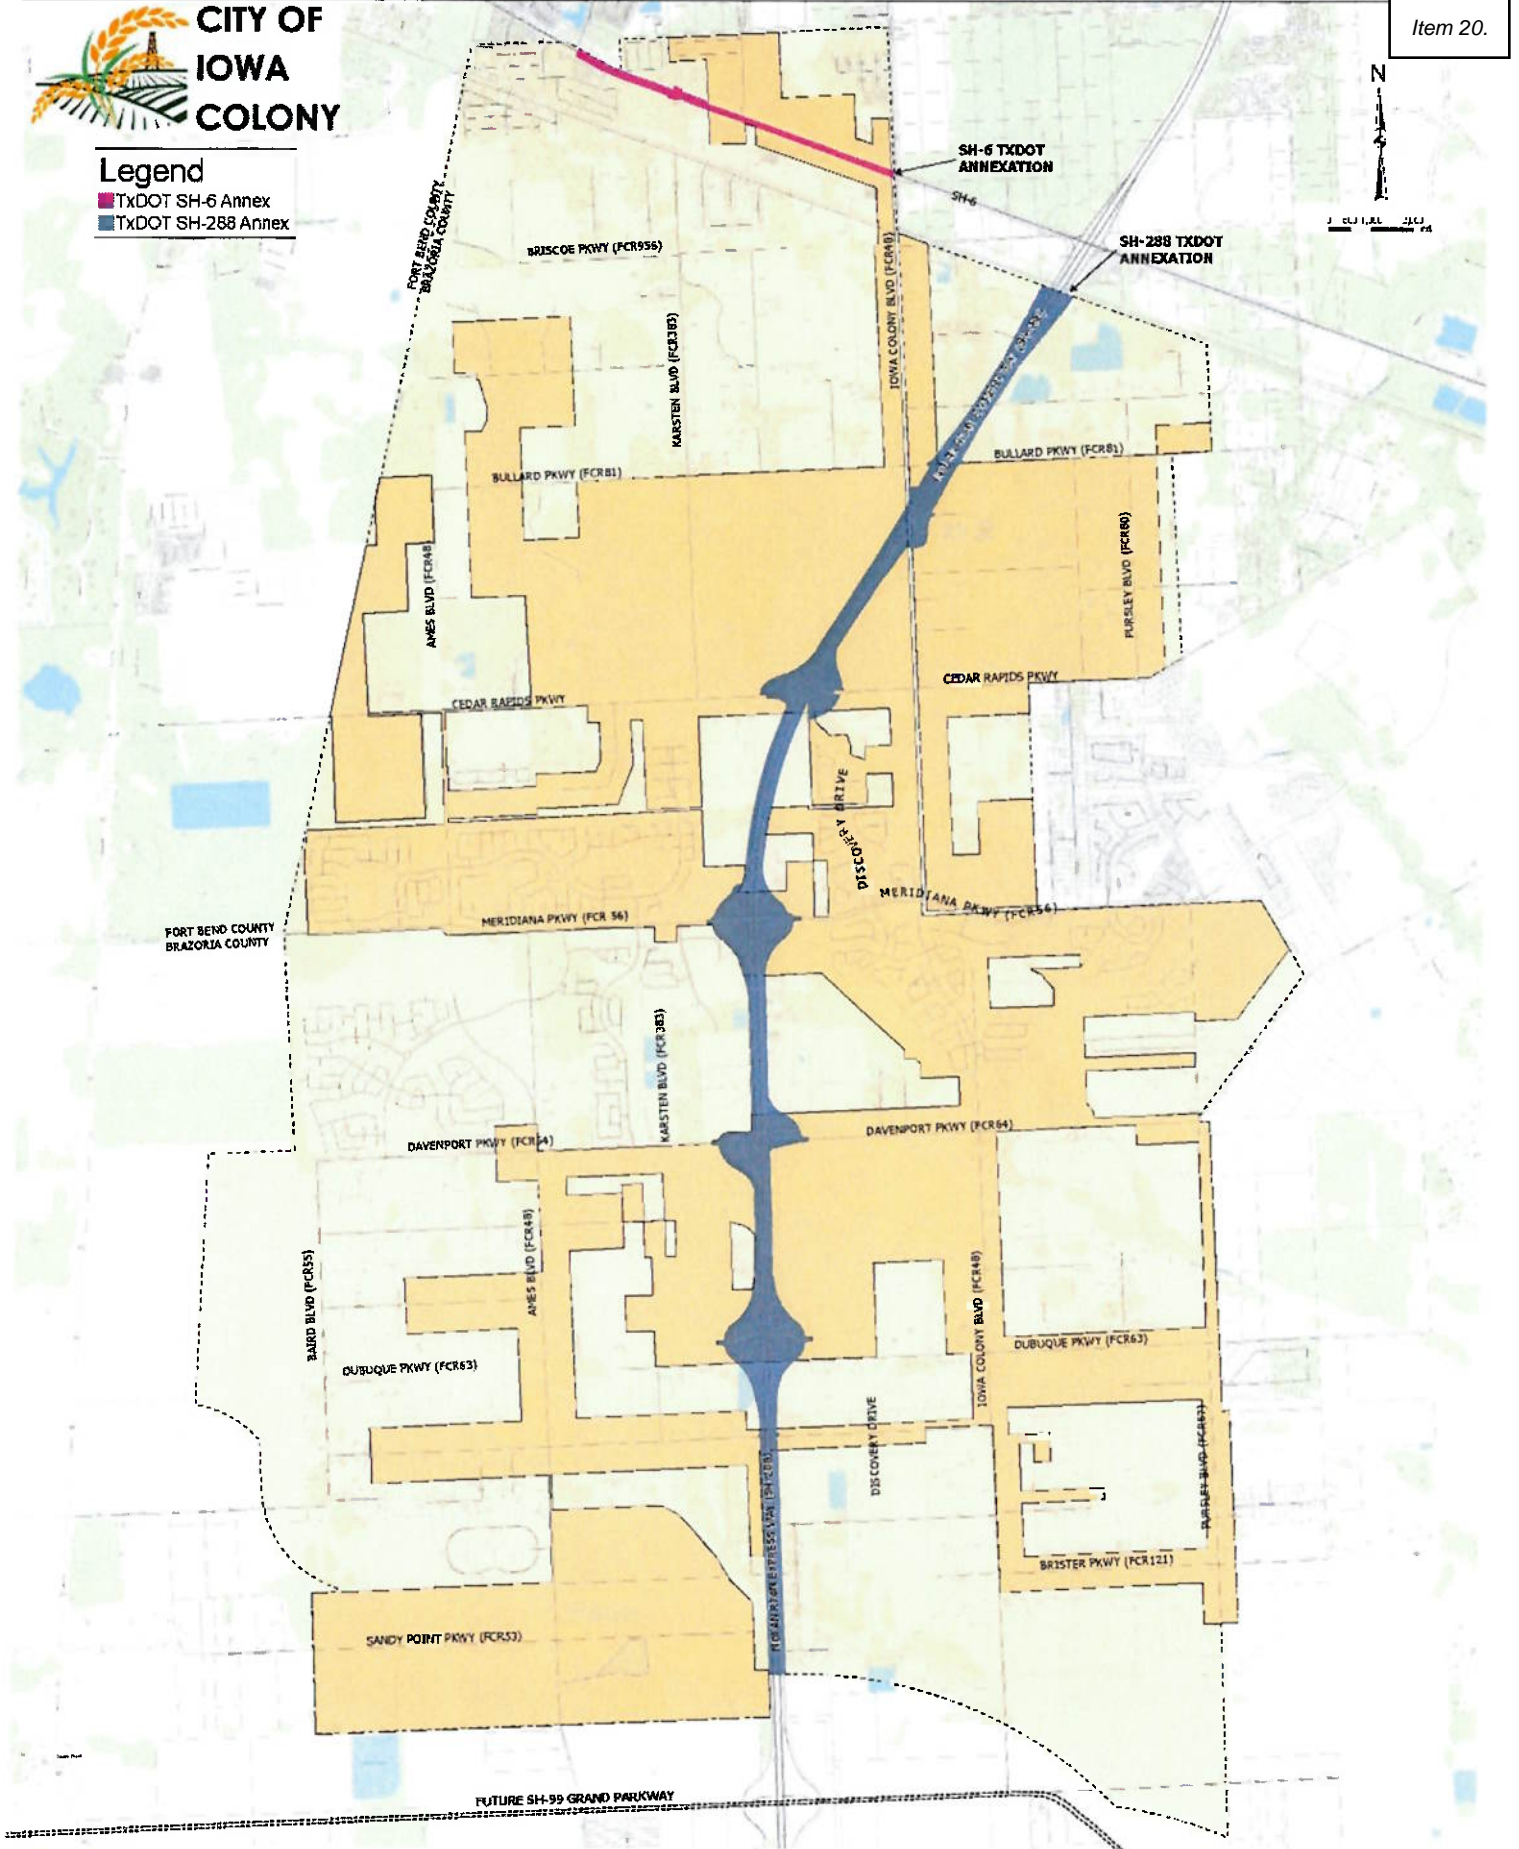 CITY OF
IOWA
COLONY
Item 20.
N
Legend
TxDOT SH-6 Annex
TxDOT SH-288 Annex
SH-6 TXDOT
ANNEXATION
SH-6
SH-288 TXDOT
ANNEXATION
FORT BEND COUNTY
BRAZORIA COUNTY
BRISCOE PKWY (FCR956)
IOWA COLONY BLVD (FCR48)
KARSTEN BLVD (FCR383)
BULLARD PKWY (FCR81)
BULLARD PKWY (FCR81)
AMES BLVD (FCR48)
PURSLEY BLVD (FCR80)
CEDAR RAPIDS PKWY
CEDAR RAPIDS PKWY
DISCOVERY DRIVE
MERIDIANA PKWY (FCR56)
MERIDIANA PKWY (FCR 56)
FORT BEND COUNTY
BRAZORIA COUNTY
KARSTEN BLVD (FCR383)
DAVENPORT PKWY (FCR64)
DAVENPORT PKWY (FCR64)
AMES BLVD (FCR48)
BAIRD BLVD (FCR55)
IOWA COLONY BLVD (FCR48)
DUBUQUE PKWY (FCR63)
DUBUQUE PKWY (FCR63)
DISCOVERY DRIVE
PURSLEY BLVD (FCR67)
BRISTER PKWY (FCR121)
SANDY POINT PKWY (FCR53)
FUTURE SH-99 GRAND PARKWAY